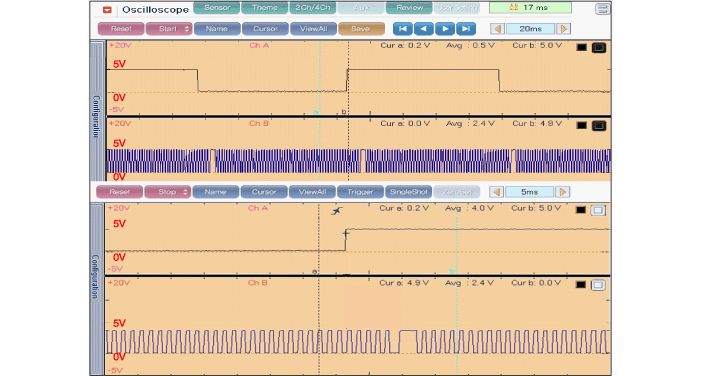 Oscilloscope Sensor Theme 2Ch/4Ch Aux Review 17 ms
Reset Start Name Cursor ViewAll Save 20ms
+20V Ch A Cur a: 0.2 V Avg : 0.5 V Cur b: 5.0 V
5V
0V
-5V a b
Configuration
+20V Ch B Cur a: 0.0 V Avg : 2.4 V Cur b: 4.9 V
5V
0V
Reset Stop Name Cursor ViewAll Trigger SingleShot 5ms
+20V Ch A Cur a: 0.2 V Avg : 4.0 V Cur b: 5.0 V
5V
0V
-5V a
Configuration
+20V Ch B Cur a: 4.9 V Avg : 2.4 V Cur b: 0.0 V
5V
0V
-5V